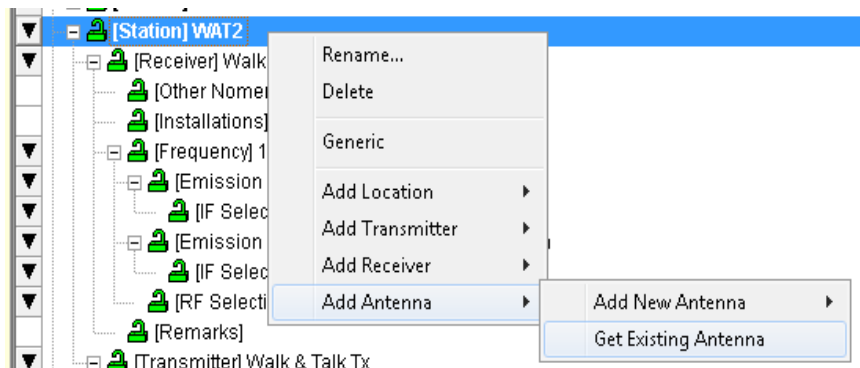 [Station] WAT2
[Receiver] Walk
[Other Nomen
[Installations]
[Frequency] 1
[Emission
[IF Selec
[Emission
[IF Selec
[RF Selecti
[Remarks]
[Transmitter] Walk & Talk Tx
Rename...
Delete
Generic
Add Location
Add Transmitter
Add Receiver
Add Antenna
Add New Antenna
Get Existing Antenna